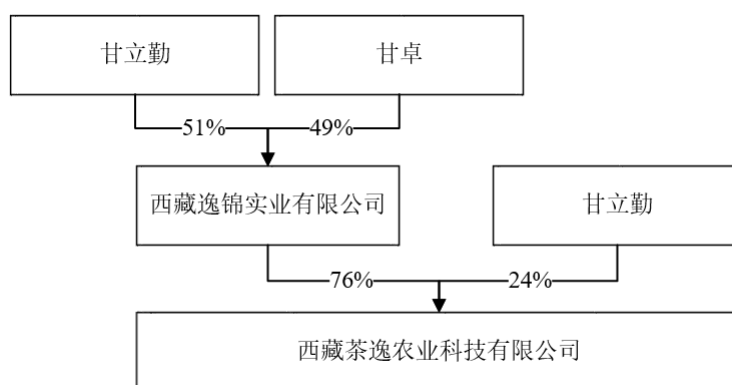 甘立勤
甘卓
51%
49%
西藏逸锦实业有限公司
甘立勤
76%
24%
西藏茶逸农业科技有限公司